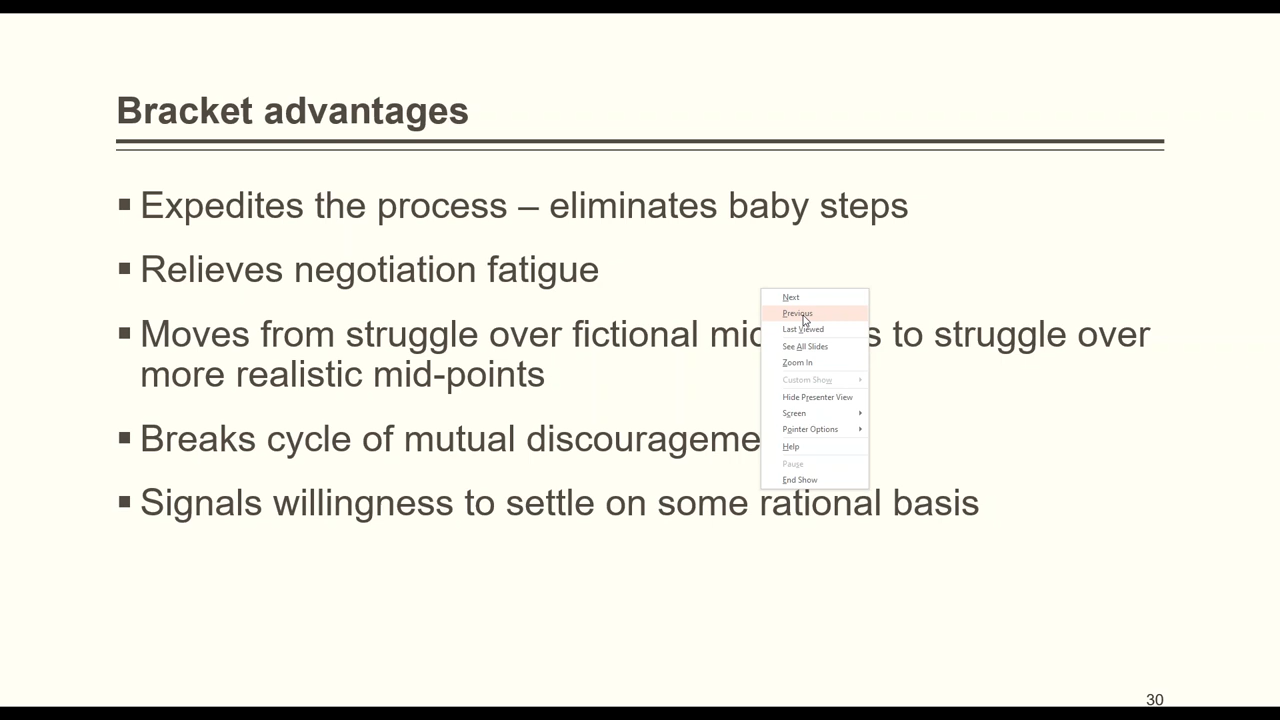 Bracket advantages
▪ Expedites the process – eliminates baby steps
▪ Relieves negotiation fatigue
▪ Moves from struggle over fictional mid s to struggle over
more realistic mid-points
▪ Breaks cycle of mutual discourageme
▪ Signals willingness to settle on some rational basis
Next
Previous
Last Viewed
See All Slides
Zoom In
Custom Show
Hide Presenter View
Screen
Pointer Options
Help
Pause
End Show
30